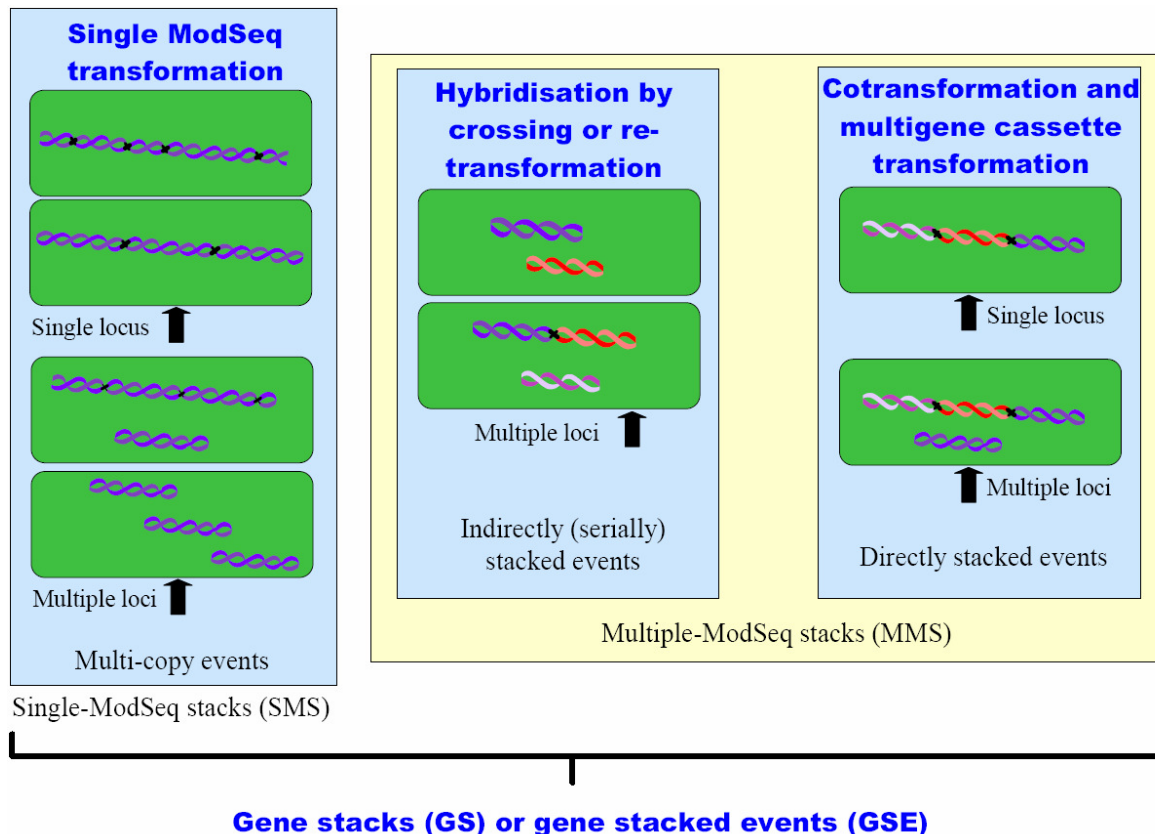 Single ModSeq
transformation
Single locus
Multiple loci
Multi-copy events
Single-ModSeq stacks (SMS)
Hybridisation by
crossing or re-
transformation
Multiple loci
Indirectly (serially)
stacked events
Cotransformation and
multigene cassette
transformation
Single locus
Multiple loci
Directly stacked events
Multiple-ModSeq stacks (MMS)
Gene stacks (GS) or gene stacked events (GSE)